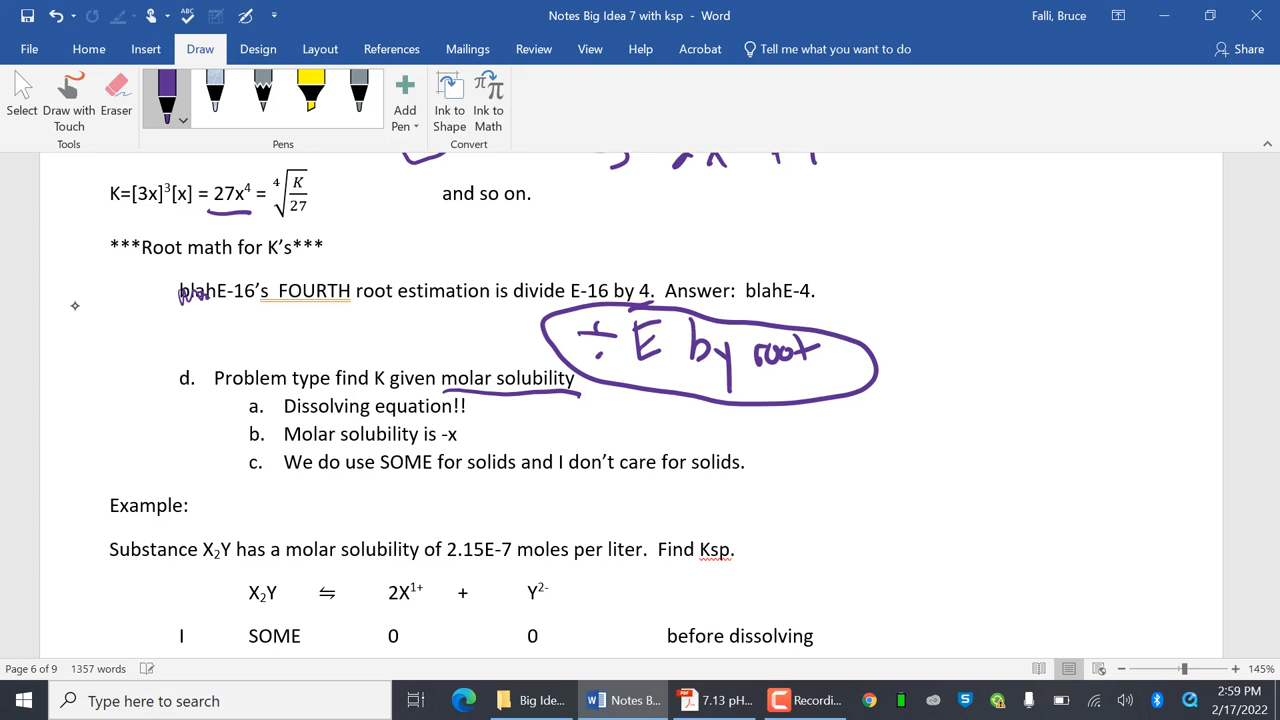 Notes Big Idea 7 with ksp - Word
Falli, Bruce
File Home Insert Draw Design Layout References Mailings Review View Help Acrobat Tell me what you want to do Share
Select Draw with Touch Eraser Add Pen Ink to Shape Ink to Math
Tools Pens Convert
K=[3x]³[x] = 27x⁴ = ⁴√(K/27) and so on.
***Root math for K's***
blahE-16's FOURTH root estimation is divide E-16 by 4. Answer: blahE-4.
÷ E by root
d. Problem type find K given molar solubility
a. Dissolving equation!!
b. Molar solubility is -x
c. We do use SOME for solids and I don't care for solids.
Example:
Substance X₂Y has a molar solubility of 2.15E-7 moles per liter. Find Ksp.
X₂Y ⇋ 2X¹⁺ + Y²⁻
I SOME 0 0 before dissolving
Page 6 of 9 1357 words 145%
Type here to search Big Ide... Notes B... 7.13 pH... Recordi... 2:59 PM
2/17/2022